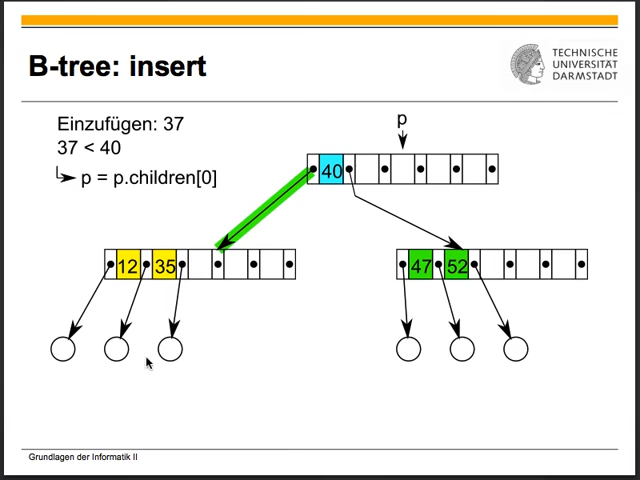 B-tree: insert
TECHNISCHE
UNIVERSITÄT
DARMSTADT
Einzufügen: 37
37 < 40
p = p.children[0]
p
40
12 35
47 52
Grundlagen der Informatik II